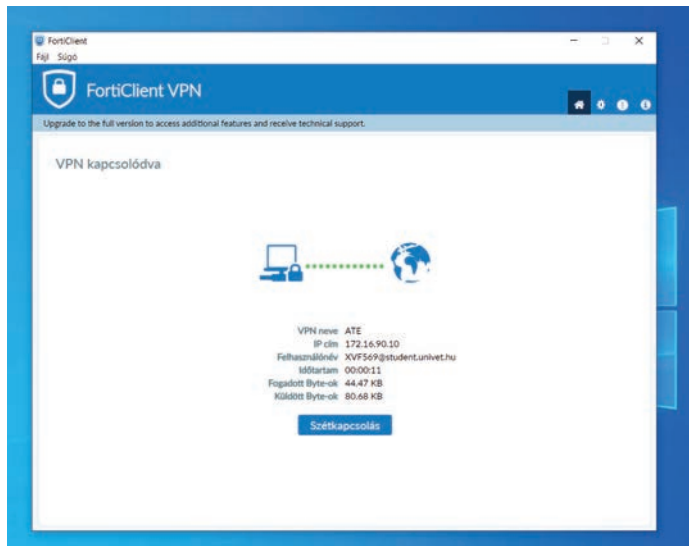 FortiClient
Fájl Súgó
FortiClient VPN
Upgrade to the full version to access additional features and receive technical support.
VPN kapcsolódva
VPN neve ATE
IP cím 172.16.90.10
Felhasználónév XVF569@student.univet.hu
Időtartam 00:00:11
Fogadott Byte-ok 44.47 KB
Küldött Byte-ok 80.68 KB
Szétkapcsolás